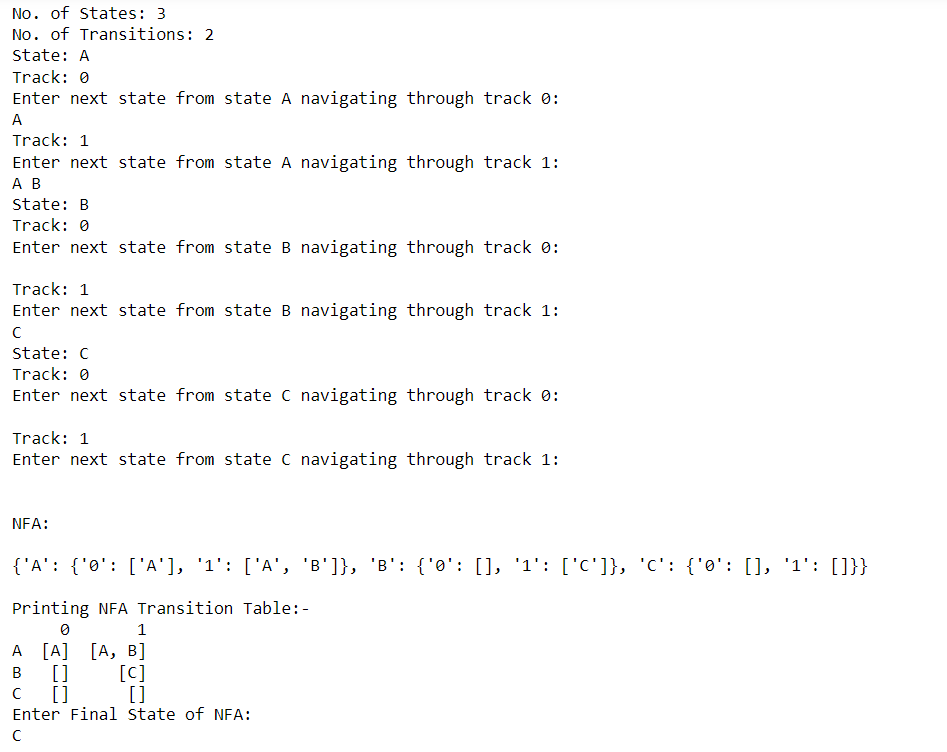 No. of States: 3
No. of Transitions: 2
State: A
Track: 0
Enter next state from state A navigating through track 0:
A
Track: 1
Enter next state from state A navigating through track 1:
A B
State: B
Track: 0
Enter next state from state B navigating through track 0:
Track: 1
Enter next state from state B navigating through track 1:
C
State: C
Track: 0
Enter next state from state C navigating through track 0:
Track: 1
Enter next state from state C navigating through track 1:
NFA:
{'A': {'0': ['A'], '1': ['A', 'B']}, 'B': {'0': [], '1': ['C']}, 'C': {'0': [], '1': []}}
Printing NFA Transition Table:-
0 1
A [A] [A, B]
B [] [C]
C [] []
Enter Final State of NFA:
C